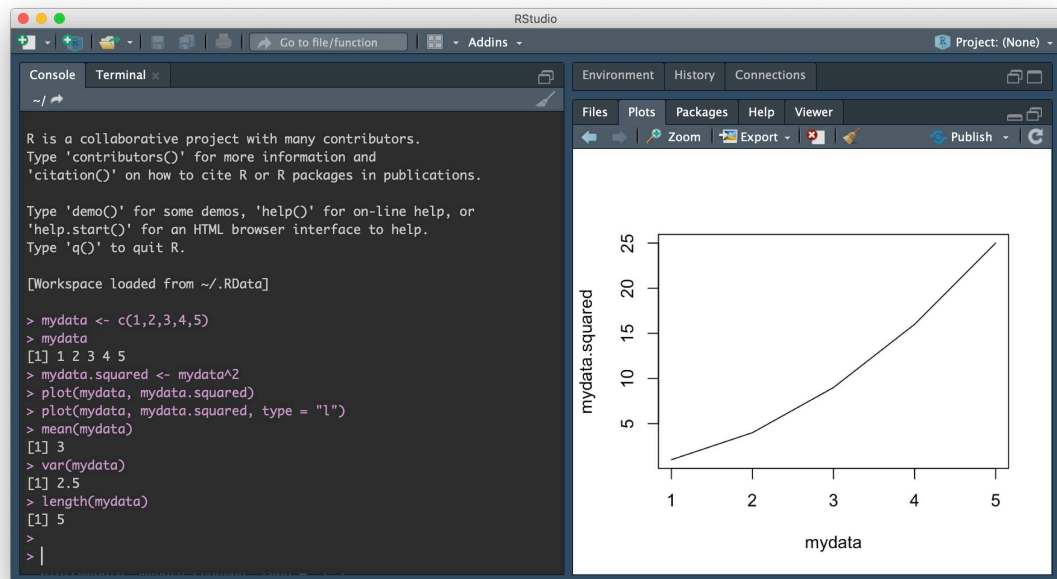 RStudio
Go to file/function
Addins
Project: (None)
Console Terminal
~/
R is a collaborative project with many contributors.
Type 'contributors()' for more information and
'citation()' on how to cite R or R packages in publications.
Type 'demo()' for some demos, 'help()' for on-line help, or
'help.start()' for an HTML browser interface to help.
Type 'q()' to quit R.
[Workspace loaded from ~/.RData]
> mydata <- c(1,2,3,4,5)
> mydata
[1] 1 2 3 4 5
> mydata.squared <- mydata^2
> plot(mydata, mydata.squared)
> plot(mydata, mydata.squared, type = "l")
> mean(mydata)
[1] 3
> var(mydata)
[1] 2.5
> length(mydata)
[1] 5
>
>
Environment History Connections
Files Plots Packages Help Viewer
Zoom Export Publish
mydata.squared
25
20
15
10
5
1 2 3 4 5
mydata